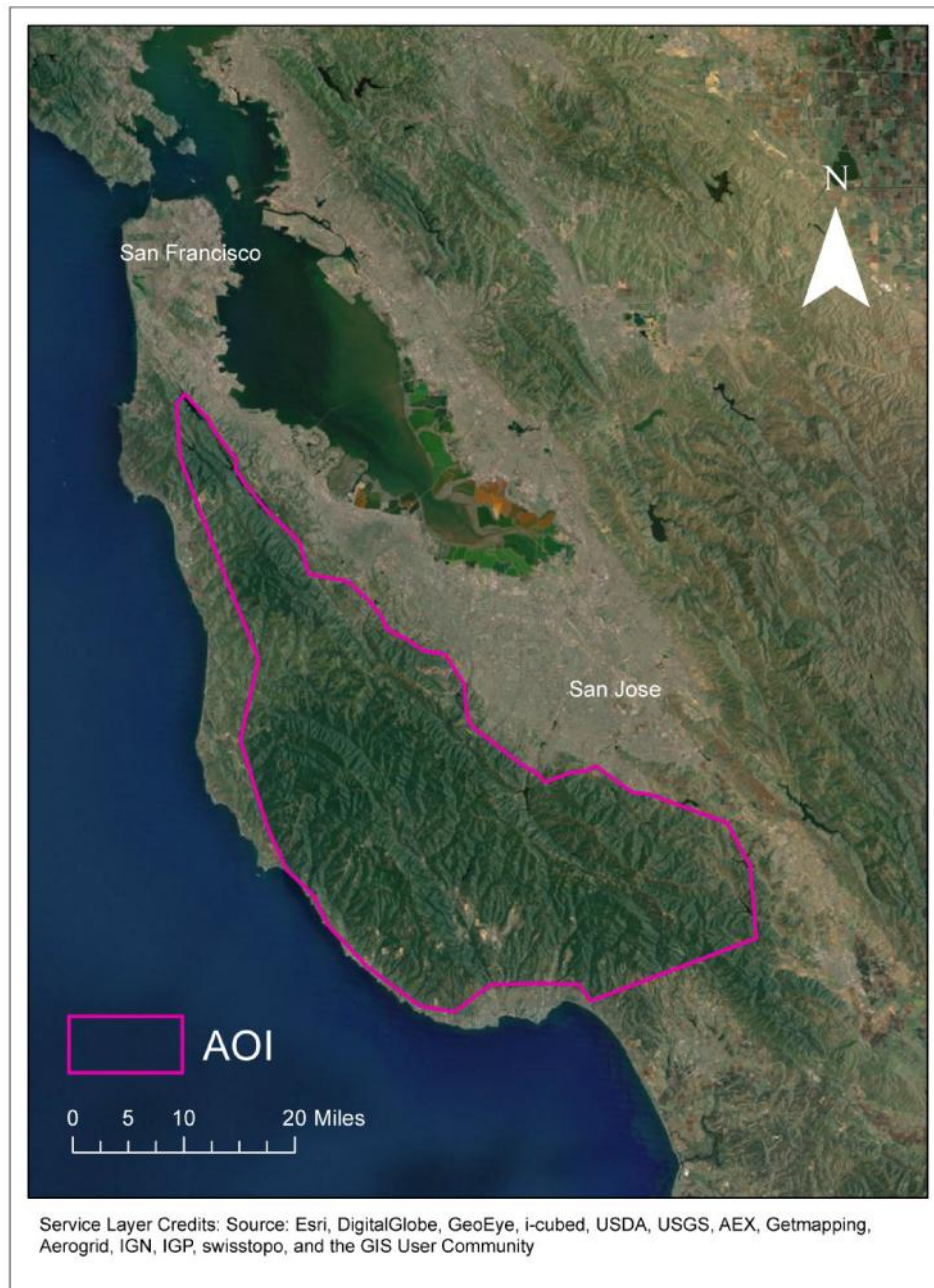 N
San Francisco
San Jose
AOI
0 5 10 20 Miles
Service Layer Credits: Source: Esri, DigitalGlobe, GeoEye, i-cubed, USDA, USGS, AEX, Getmapping,
Aerogrid, IGN, IGP, swisstopo, and the GIS User Community